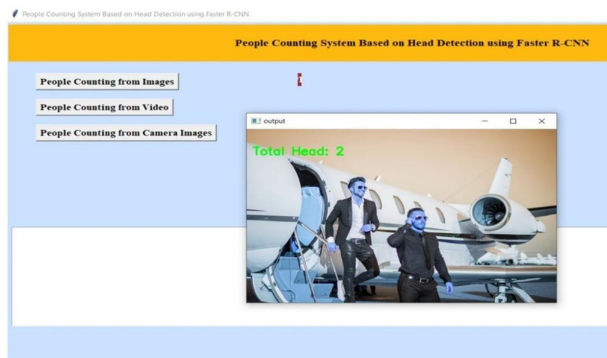 People Counting System Based on Head Detection using Faster R-CNN
People Counting System Based on Head Detection using Faster R-CNN
People Counting from Images
People Counting from Video
People Counting from Camera Images
output
Total Head: 2